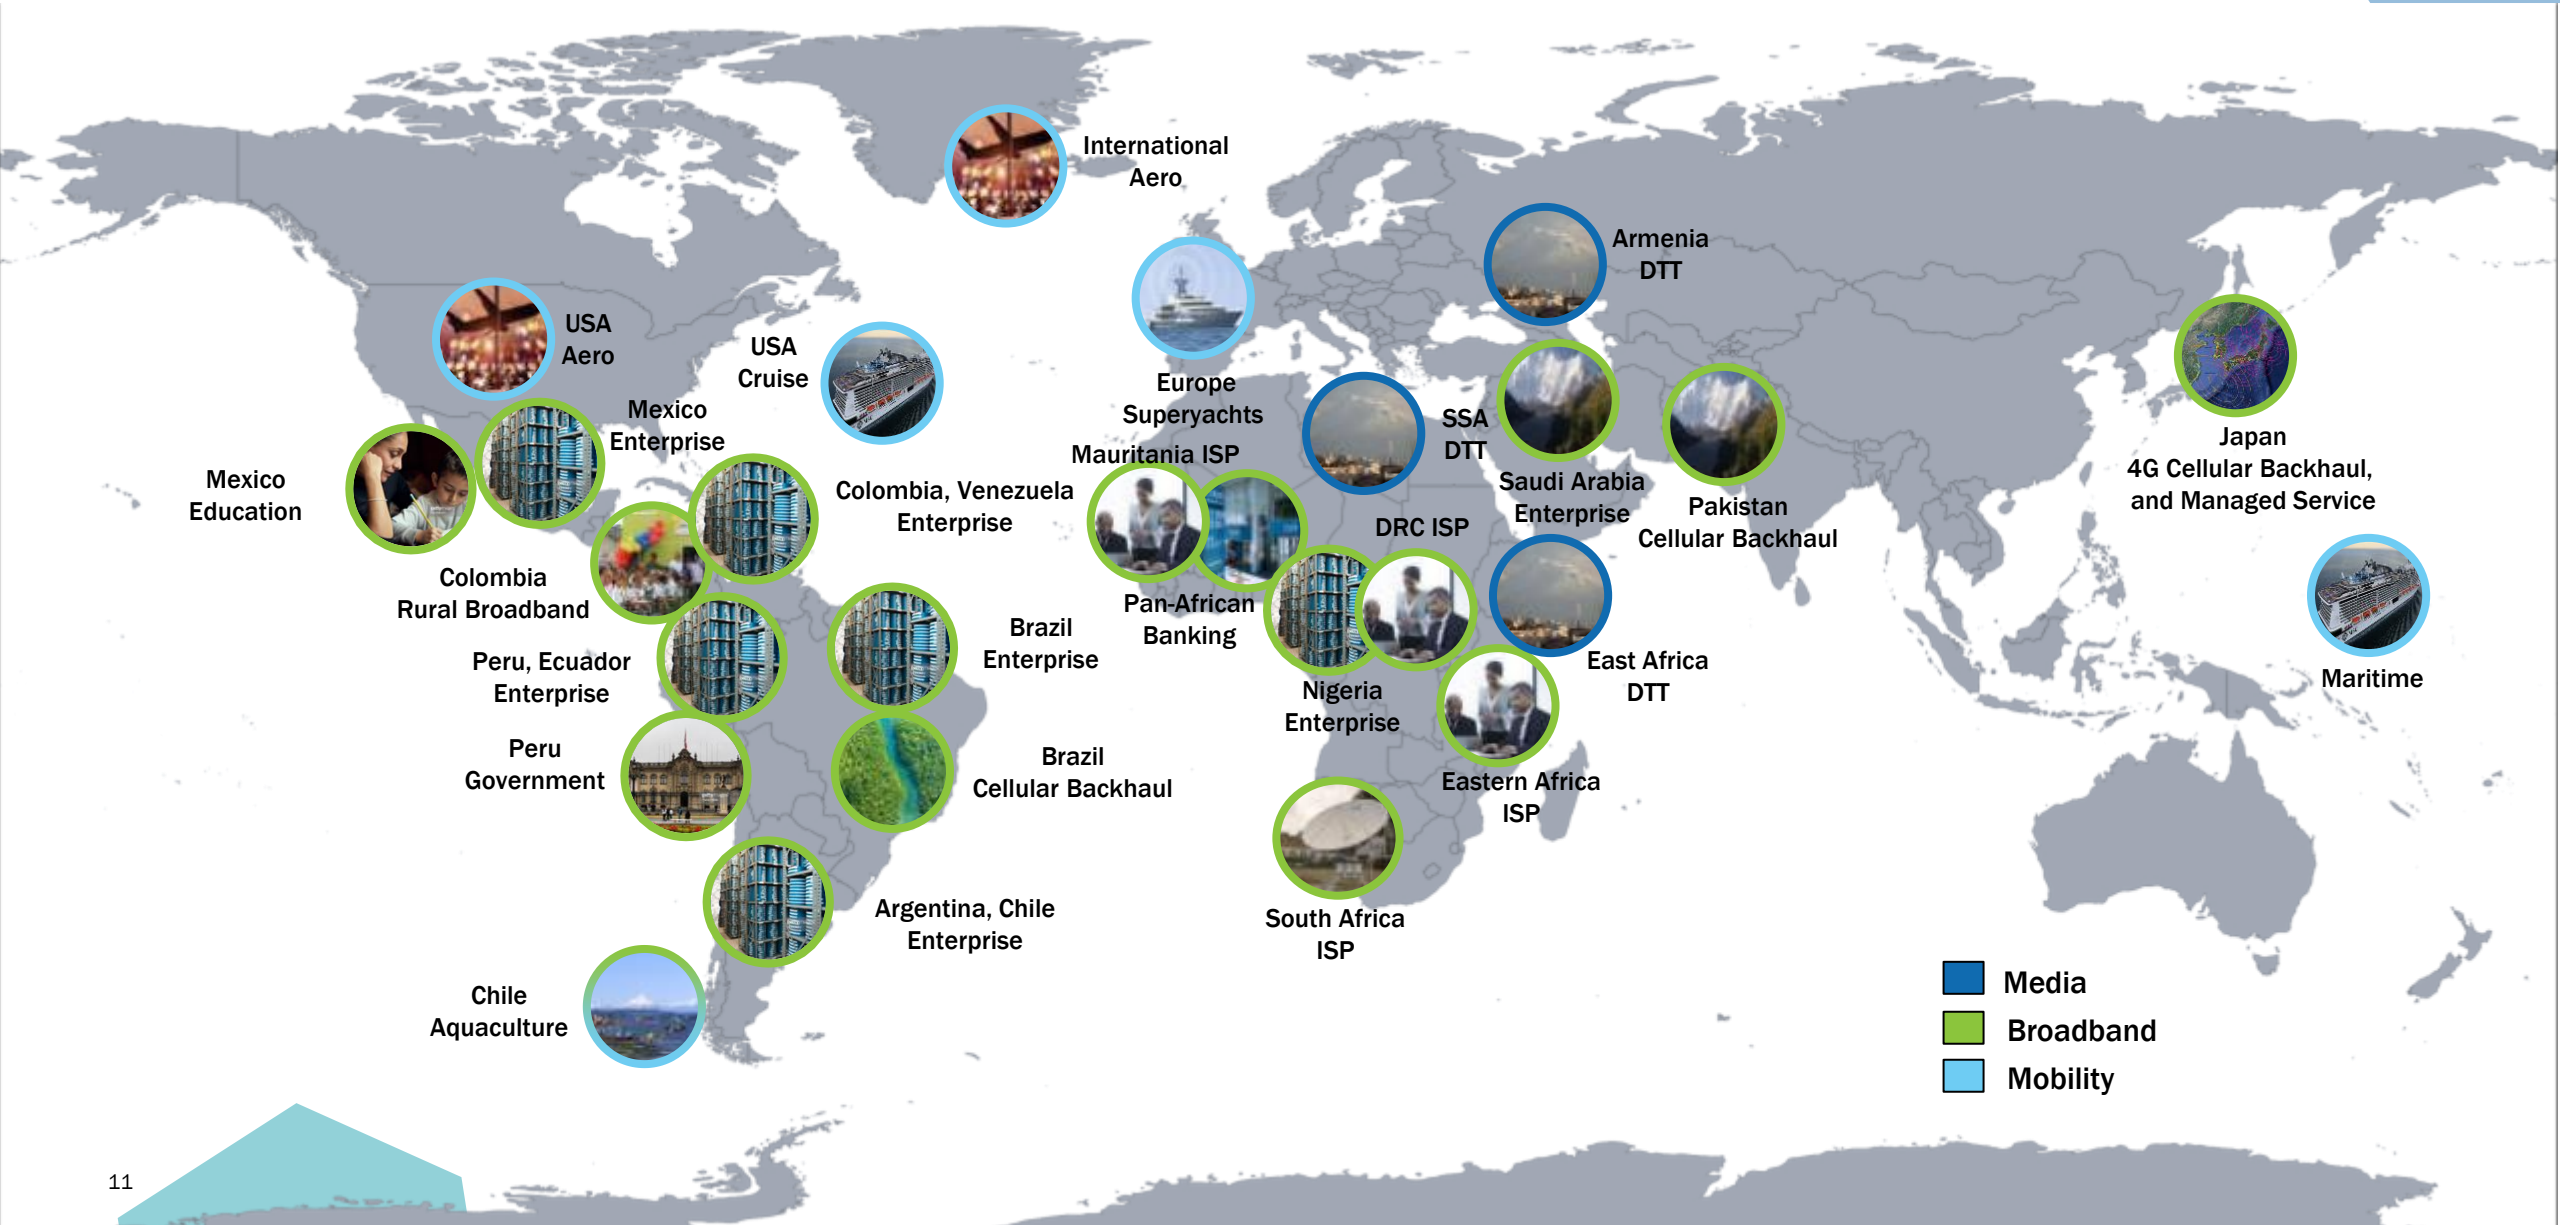 International
Aero
Armenia
DTT
USA
Aero
USA
Cruise
Europe
Superyachts
Mexico
Enterprise
SSA
DTT
Mauritania ISP
Mexico
Education
Colombia, Venezuela
Enterprise
Saudi Arabia
Enterprise
Pakistan
Cellular Backhaul
Japan
4G Cellular Backhaul,
and Managed Service
DRC ISP
Colombia
Rural Broadband
Pan-African
Banking
Brazil
Enterprise
Peru, Ecuador
Enterprise
Nigeria
Enterprise
East Africa
DTT
Maritime
Peru
Government
Brazil
Cellular Backhaul
Eastern Africa
ISP
Argentina, Chile
Enterprise
South Africa
ISP
Chile
Aquaculture
Media
Broadband
Mobility
11